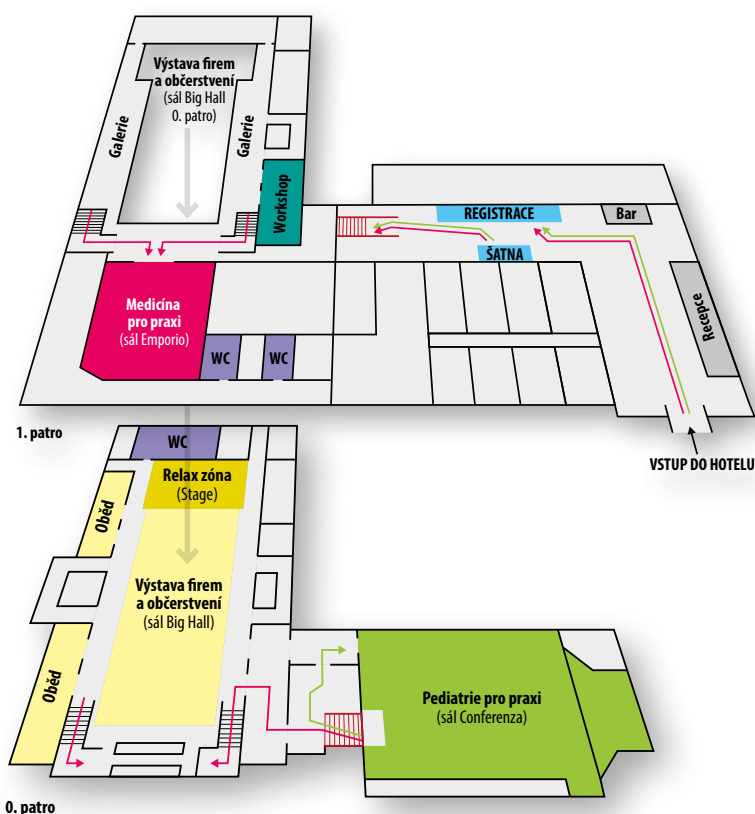 Výstava firem
a občerstvení
(sál Big Hall
0. patro)
Galerie
Galerie
Workshop
REGISTRACE
Bar
ŠATNA
Recepce
Medicína
pro praxi
(sál Emporio)
WC
WC
1. patro
VSTUP DO HOTELU
WC
Relax zóna
(Stage)
Oběd
Výstava firem
a občerstvení
(sál Big Hall)
Oběd
Pediatrie pro praxi
(sál Conferenza)
0. patro